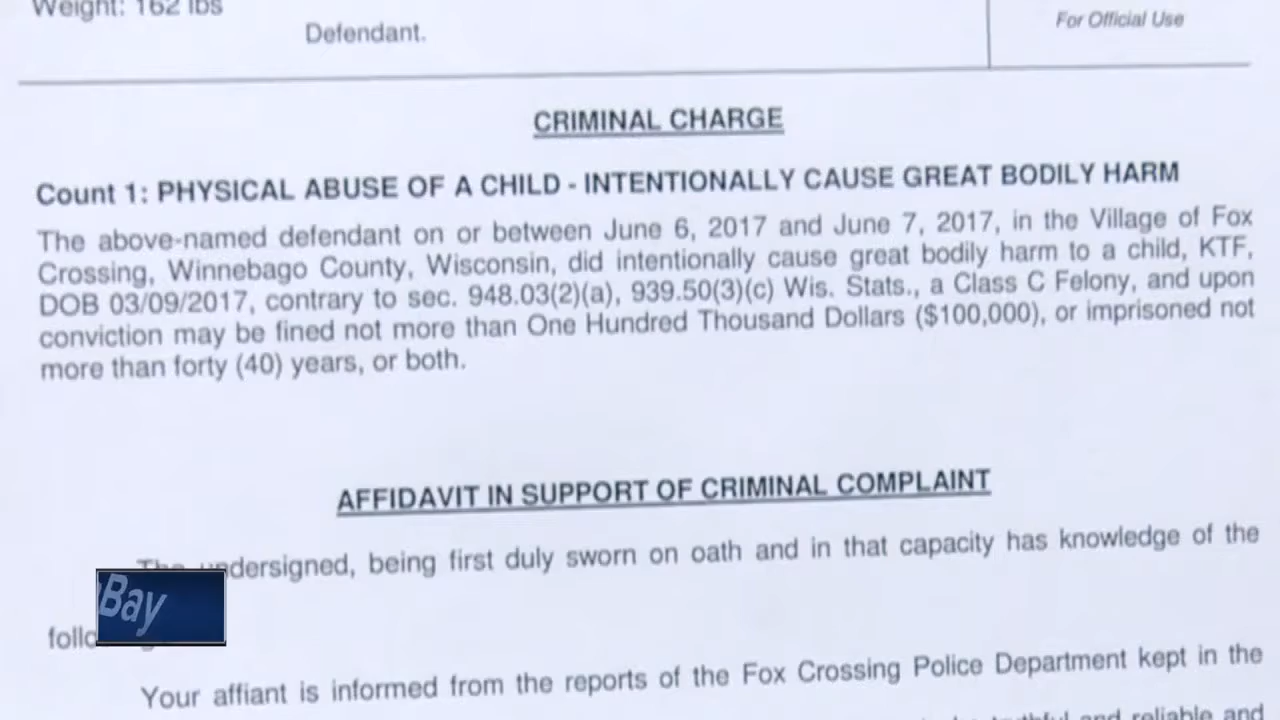 Weight: 162 lbs
Defendant.
For Official Use
CRIMINAL CHARGE
Count 1: PHYSICAL ABUSE OF A CHILD - INTENTIONALLY CAUSE GREAT BODILY HARM
The above-named defendant on or between June 6, 2017 and June 7, 2017, in the Village of Fox
Crossing, Winnebago County, Wisconsin, did intentionally cause great bodily harm to a child, KTF,
DOB 03/09/2017, contrary to sec. 948.03(2)(a), 939.50(3)(c) Wis. Stats., a Class C Felony, and upon
conviction may be fined not more than One Hundred Thousand Dollars ($100,000), or imprisoned not
more than forty (40) years, or both.
AFFIDAVIT IN SUPPORT OF CRIMINAL COMPLAINT
The undersigned, being first duly sworn on oath and in that capacity has knowledge of the
Bay
Your affiant is informed from the reports of the Fox Crossing Police Department kept in the
truthful and reliable and